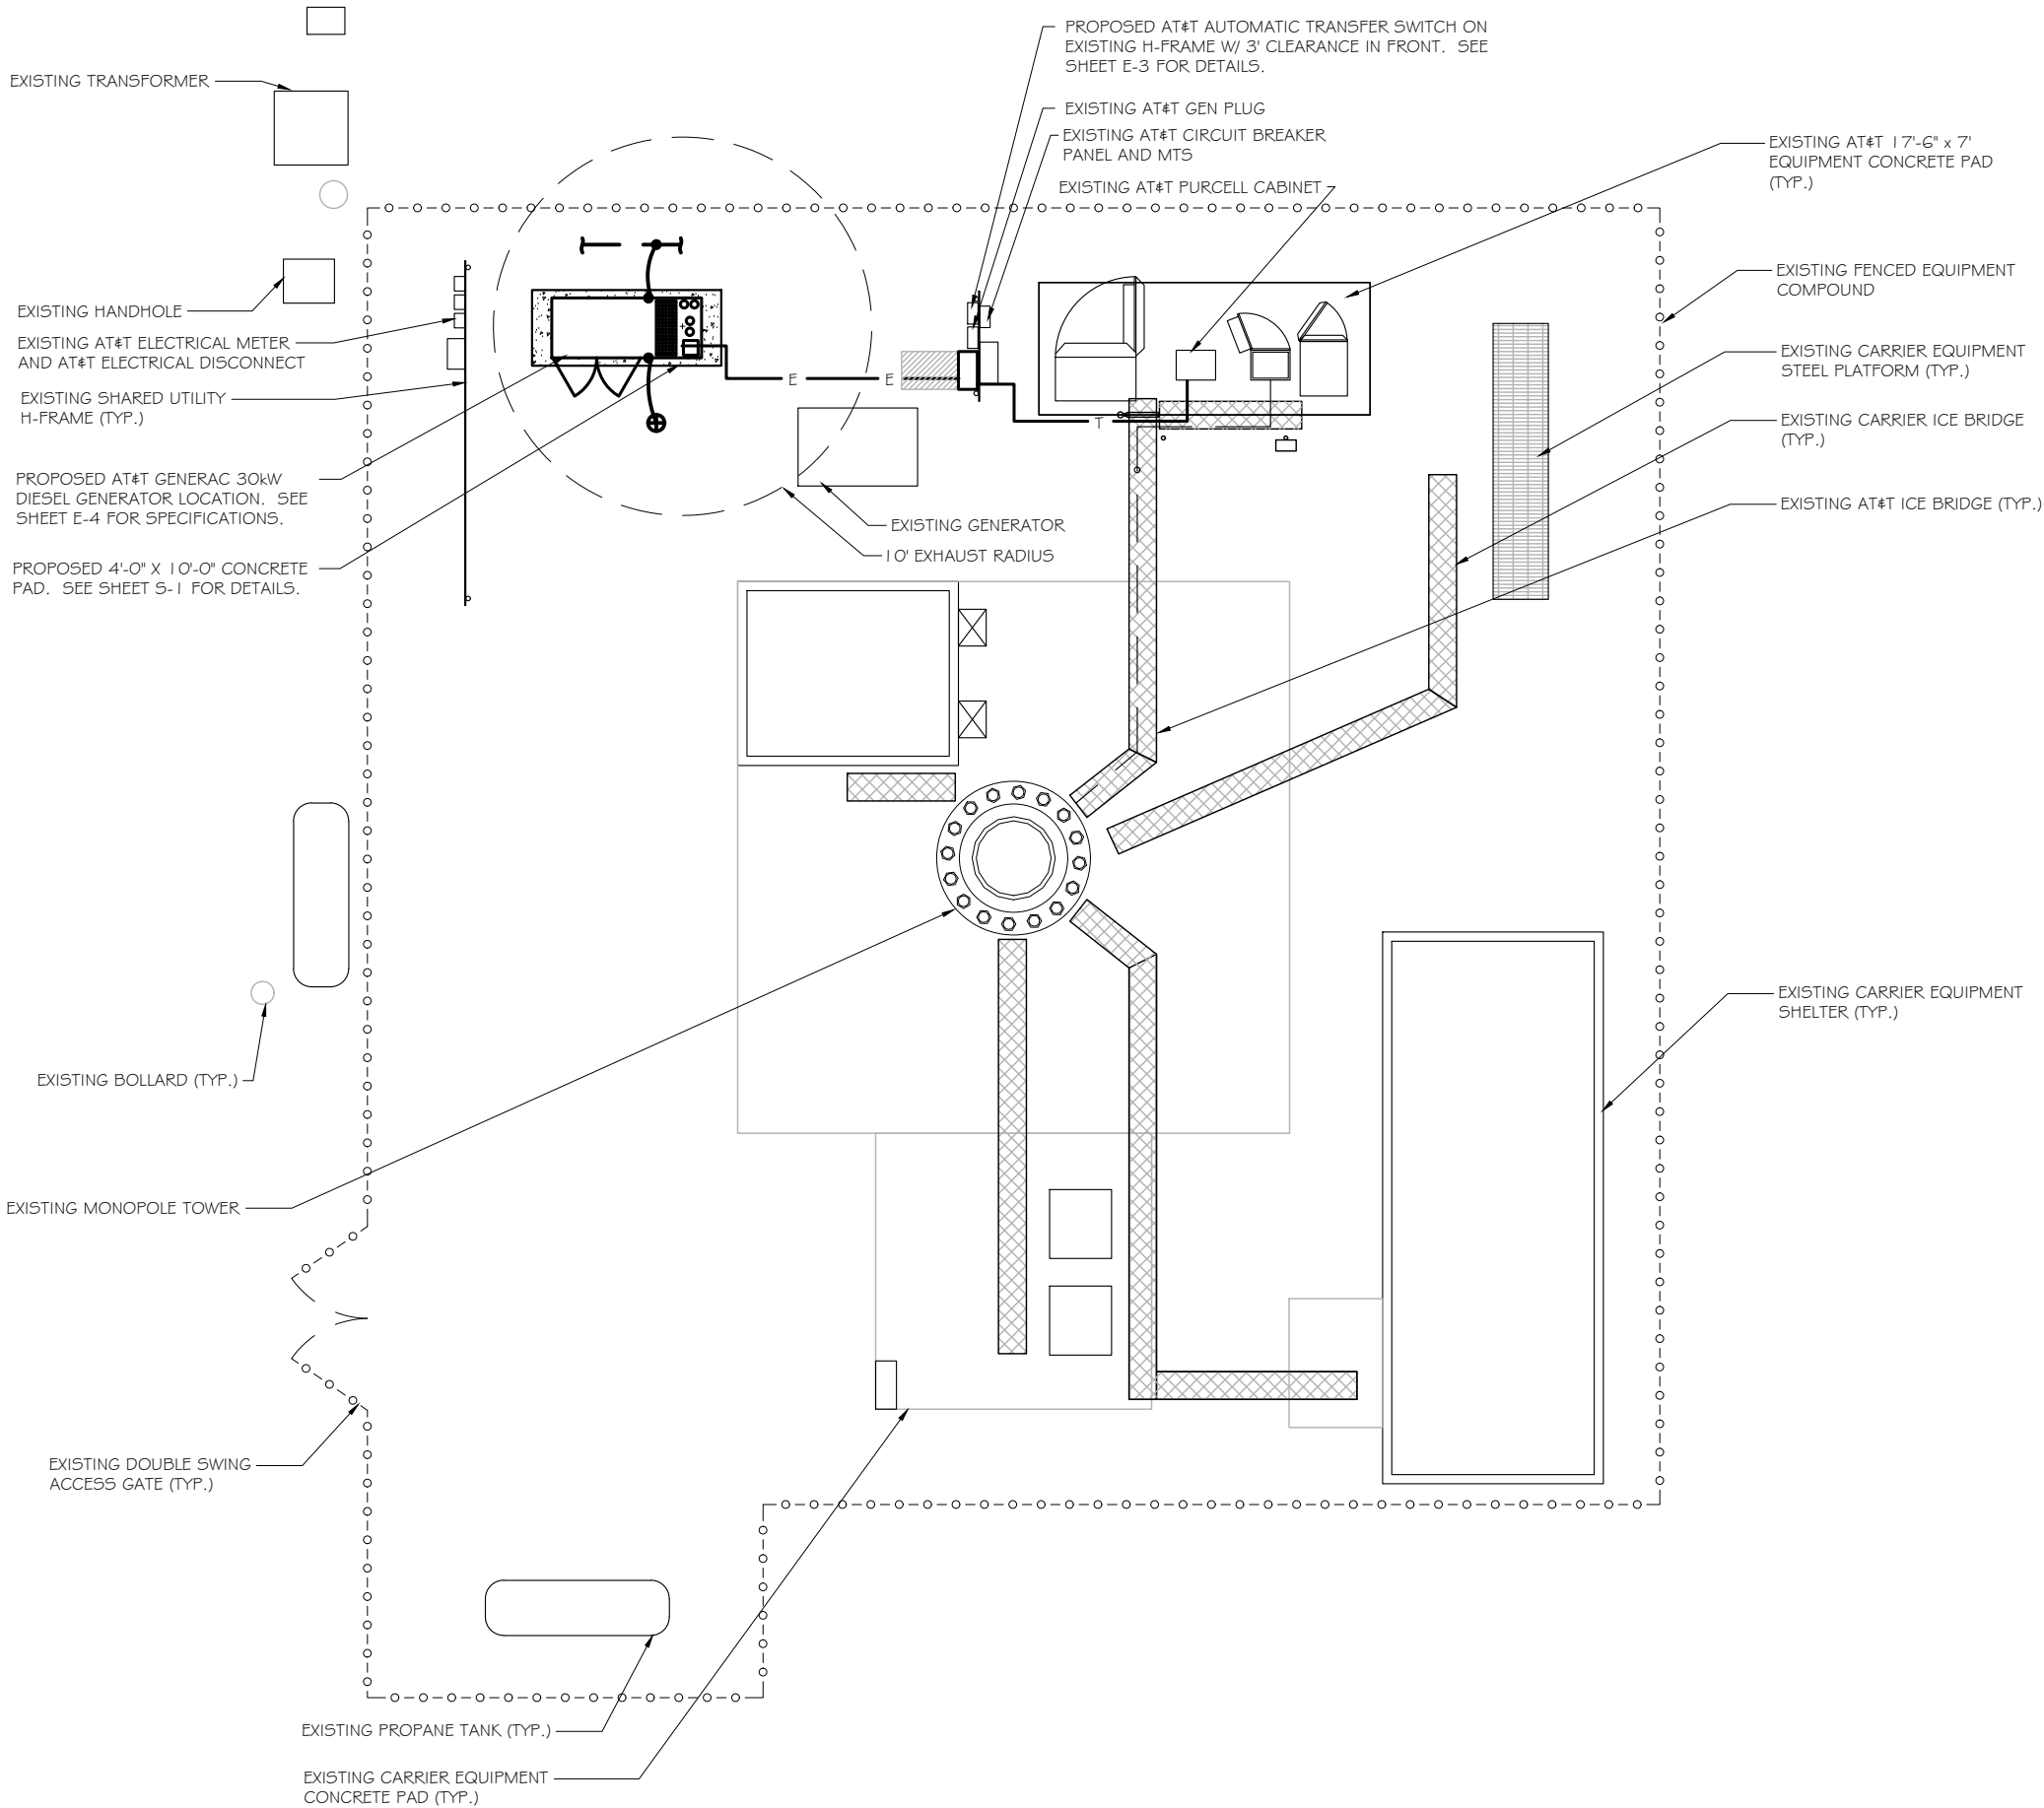 PROPOSED AT&T AUTOMATIC TRANSFER SWITCH ON
EXISTING H-FRAME W/ 3' CLEARANCE IN FRONT. SEE
SHEET E-3 FOR DETAILS.
EXISTING TRANSFORMER
EXISTING AT&T GEN PLUG
EXISTING AT&T CIRCUIT BREAKER
PANEL AND MTS
EXISTING AT&T 17'-6" x 7'
EQUIPMENT CONCRETE PAD
(TYP.)
EXISTING AT&T PURCELL CABINET
EXISTING FENCED EQUIPMENT
COMPOUND
EXISTING HANDHOLE
EXISTING AT&T ELECTRICAL METER
AND AT&T ELECTRICAL DISCONNECT
EXISTING CARRIER EQUIPMENT
STEEL PLATFORM (TYP.)
E
E
EXISTING SHARED UTILITY
H-FRAME (TYP.)
T
EXISTING CARRIER ICE BRIDGE
(TYP.)
PROPOSED AT&T GENERAC 30kW
DIESEL GENERATOR LOCATION. SEE
SHEET E-4 FOR SPECIFICATIONS.
EXISTING AT&T ICE BRIDGE (TYP.)
EXISTING GENERATOR
10' EXHAUST RADIUS
PROPOSED 4'-0" X 10'-0" CONCRETE
PAD. SEE SHEET S-1 FOR DETAILS.
EXISTING CARRIER EQUIPMENT
SHELTER (TYP.)
EXISTING BOLLARD (TYP.)
EXISTING MONOPOLE TOWER
EXISTING DOUBLE SWING
ACCESS GATE (TYP.)
EXISTING PROPANE TANK (TYP.)
EXISTING CARRIER EQUIPMENT
CONCRETE PAD (TYP.)